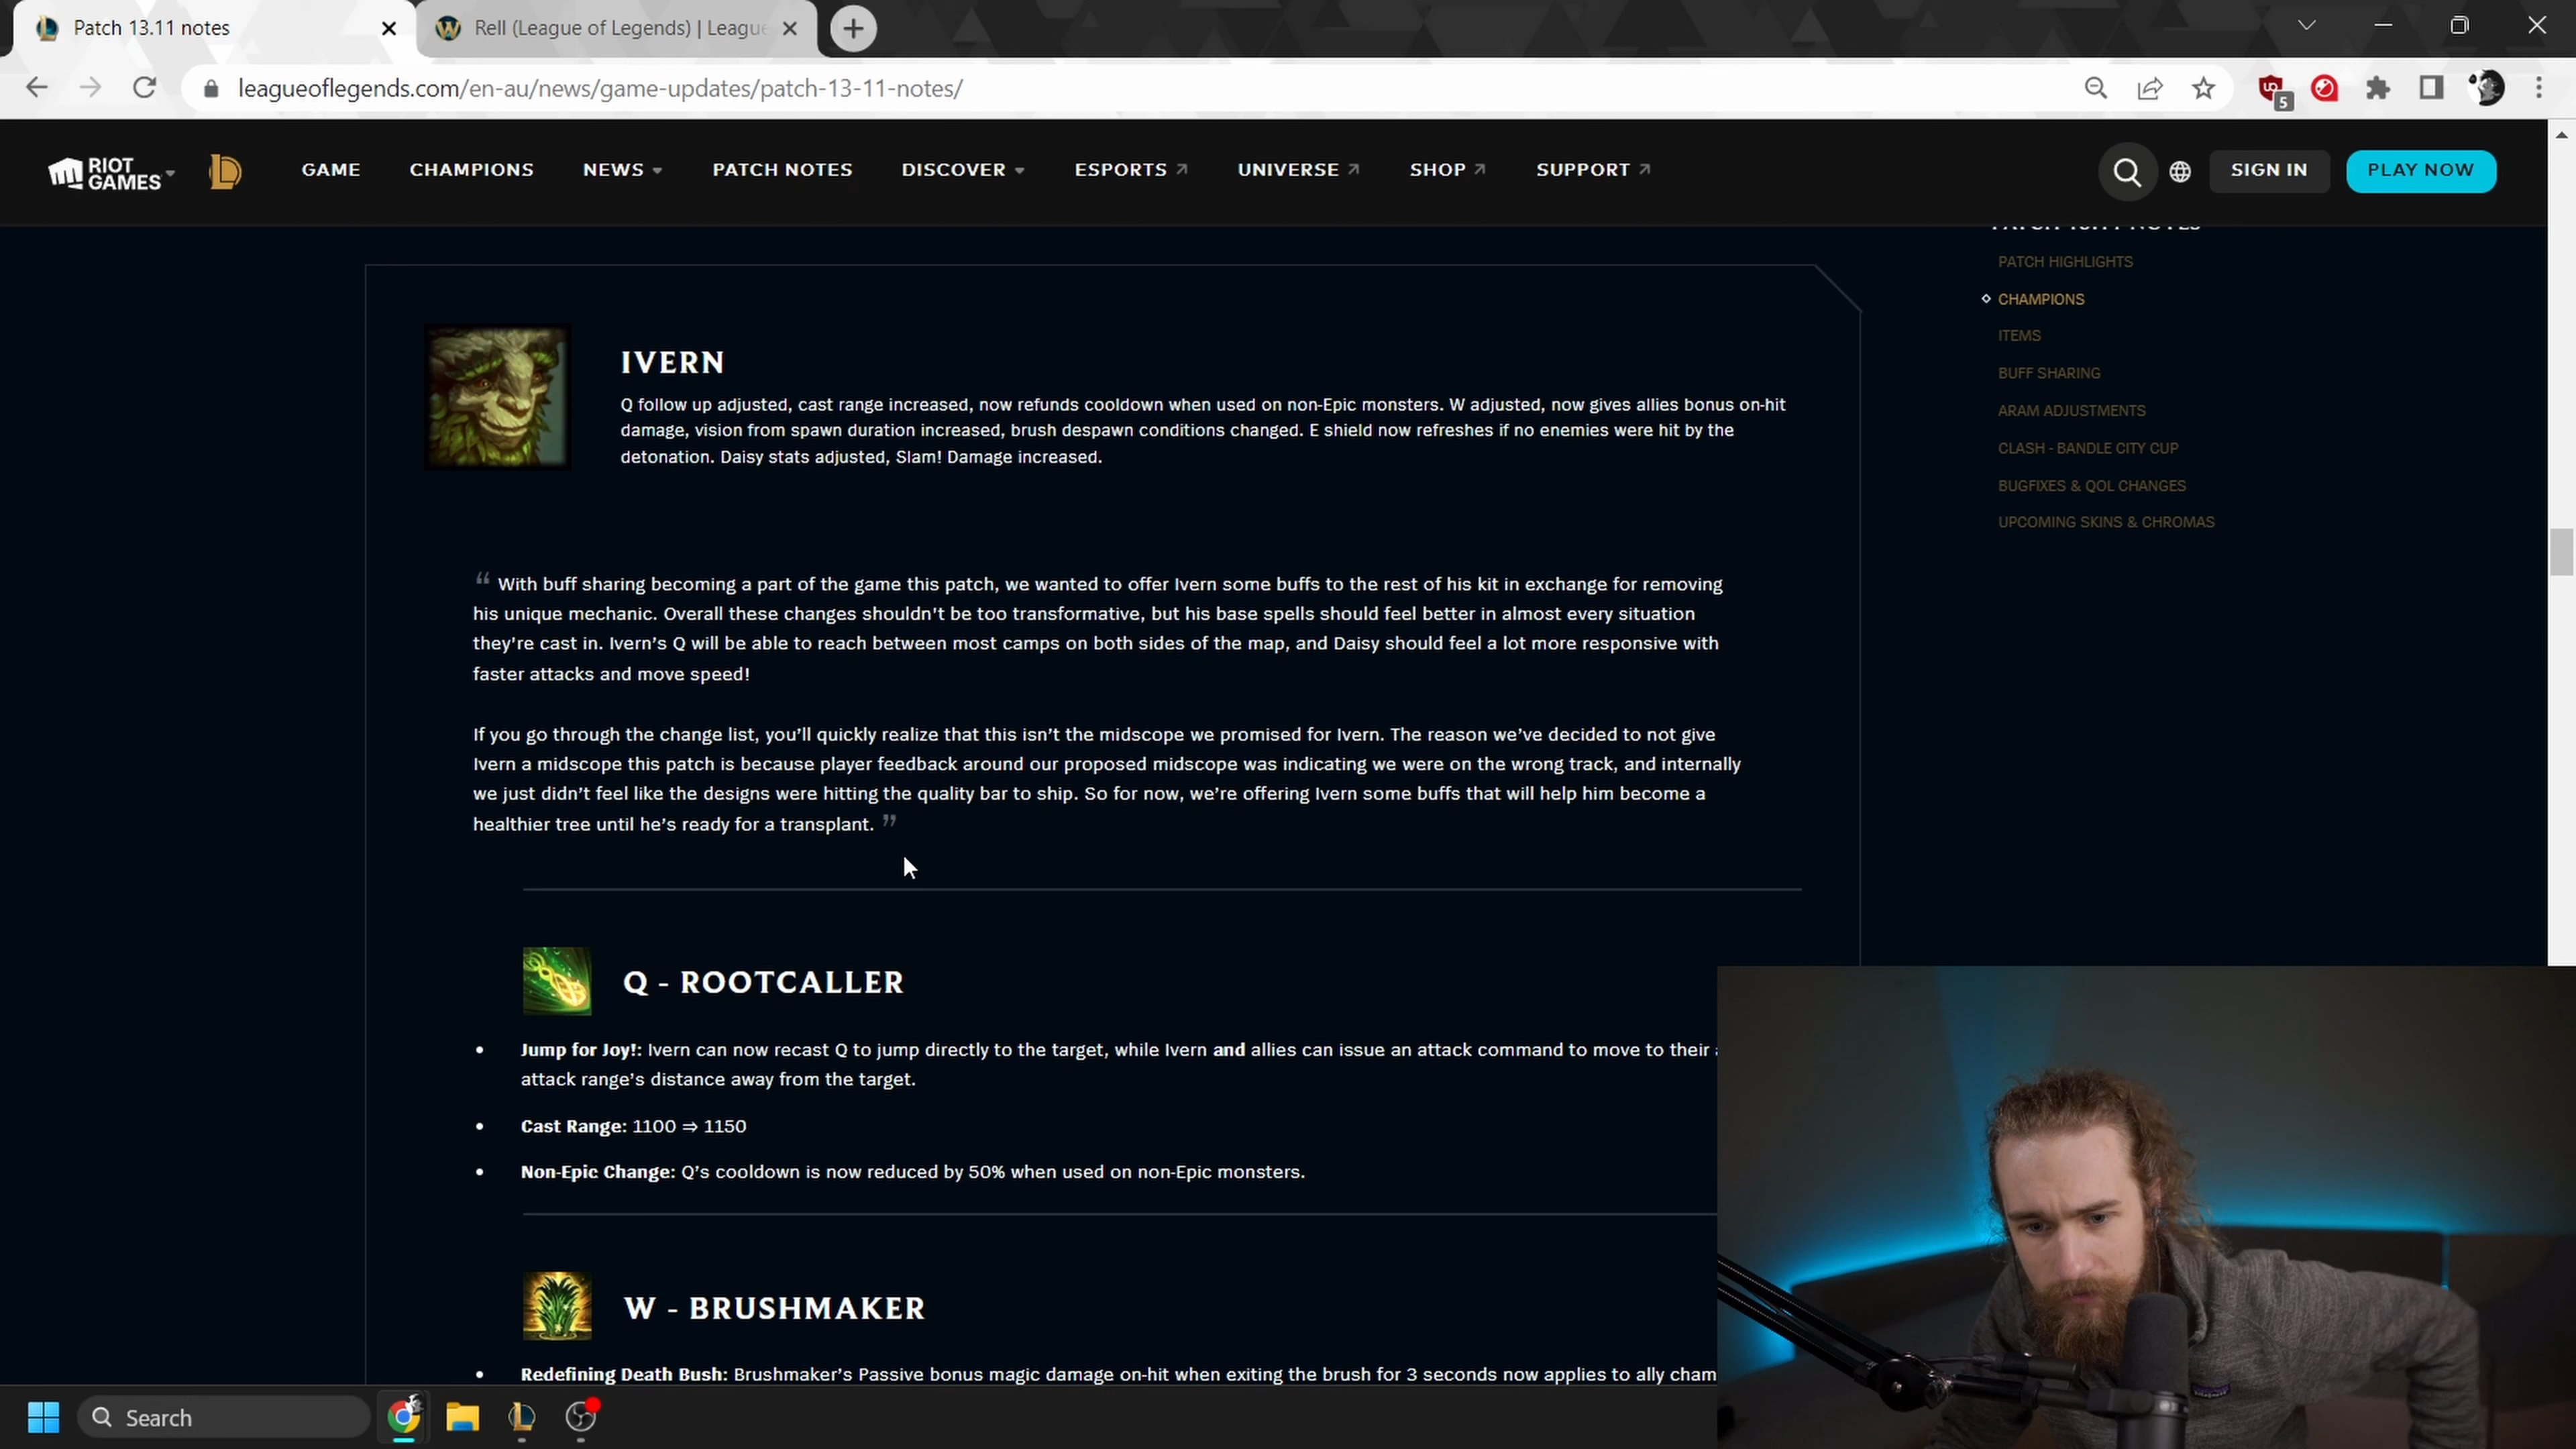 Patch 13.11 notes
Rell (League of Legends) | League
leagueoflegends.com/en-au/news/game-updates/patch-13-11-notes/
5
RIOT GAMES
GAME
CHAMPIONS
NEWS
PATCH NOTES
DISCOVER
ESPORTS
UNIVERSE
SHOP
SUPPORT
SIGN IN
PLAY NOW
PATCH 13.11 NOTES
PATCH HIGHLIGHTS
CHAMPIONS
ITEMS
BUFF SHARING
ARAM ADJUSTMENTS
CLASH - BANDLE CITY CUP
BUGFIXES & QOL CHANGES
UPCOMING SKINS & CHROMAS
IVERN
Q follow up adjusted, cast range increased, now refunds cooldown when used on non-Epic monsters. W adjusted, now gives allies bonus on-hit
damage, vision from spawn duration increased, brush despawn conditions changed. E shield now refreshes if no enemies were hit by the
detonation. Daisy stats adjusted, Slam! Damage increased.
“ With buff sharing becoming a part of the game this patch, we wanted to offer Ivern some buffs to the rest of his kit in exchange for removing
his unique mechanic. Overall these changes shouldn't be too transformative, but his base spells should feel better in almost every situation
they're cast in. Ivern's Q will be able to reach between most camps on both sides of the map, and Daisy should feel a lot more responsive with
faster attacks and move speed!
If you go through the change list, you'll quickly realize that this isn't the midscope we promised for Ivern. The reason we've decided to not give
Ivern a midscope this patch is because player feedback around our proposed midscope was indicating we were on the wrong track, and internally
we just didn't feel like the designs were hitting the quality bar to ship. So for now, we're offering Ivern some buffs that will help him become a
healthier tree until he's ready for a transplant. ”
Q - ROOTCALLER
• Jump for Joy!: Ivern can now recast Q to jump directly to the target, while Ivern and allies can issue an attack command to move to their
attack range's distance away from the target.
• Cast Range: 1100 ⇒ 1150
• Non-Epic Change: Q's cooldown is now reduced by 50% when used on non-Epic monsters.
W - BRUSHMAKER
• Redefining Death Bush: Brushmaker's Passive bonus magic damage on-hit when exiting the brush for 3 seconds now applies to ally cham
Search